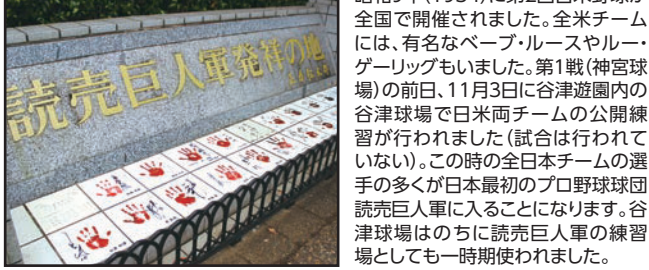 読売巨人軍発祥の地
昭和9年(1934)に第2回日米野球が
全国で開催されました。全米チーム
には、有名なベーブ・ルースやルー・
ゲーリッグもいました。第1戦(神宮球
場)の前日、11月3日に谷津遊園内の
谷津球場で日米両チームの公開練
習が行われました(試合は行われて
いない)。この時の全日本チームの選
手の多くが日本最初のプロ野球球団
読売巨人軍に入ることになります。谷
津球場はのちに読売巨人軍の練習
場としても一時期使われました。